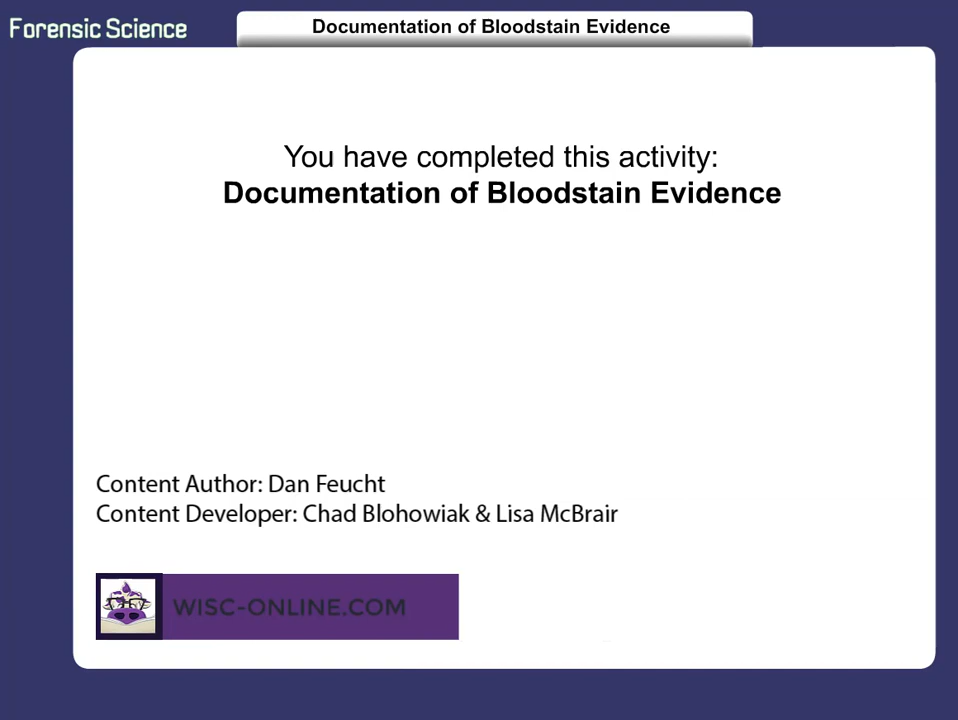 Forensic Science
Documentation of Bloodstain Evidence
You have completed this activity:
Documentation of Bloodstain Evidence
Content Author: Dan Feucht
Content Developer: Chad Blohowiak & Lisa McBrair
WISC-ONLINE.COM